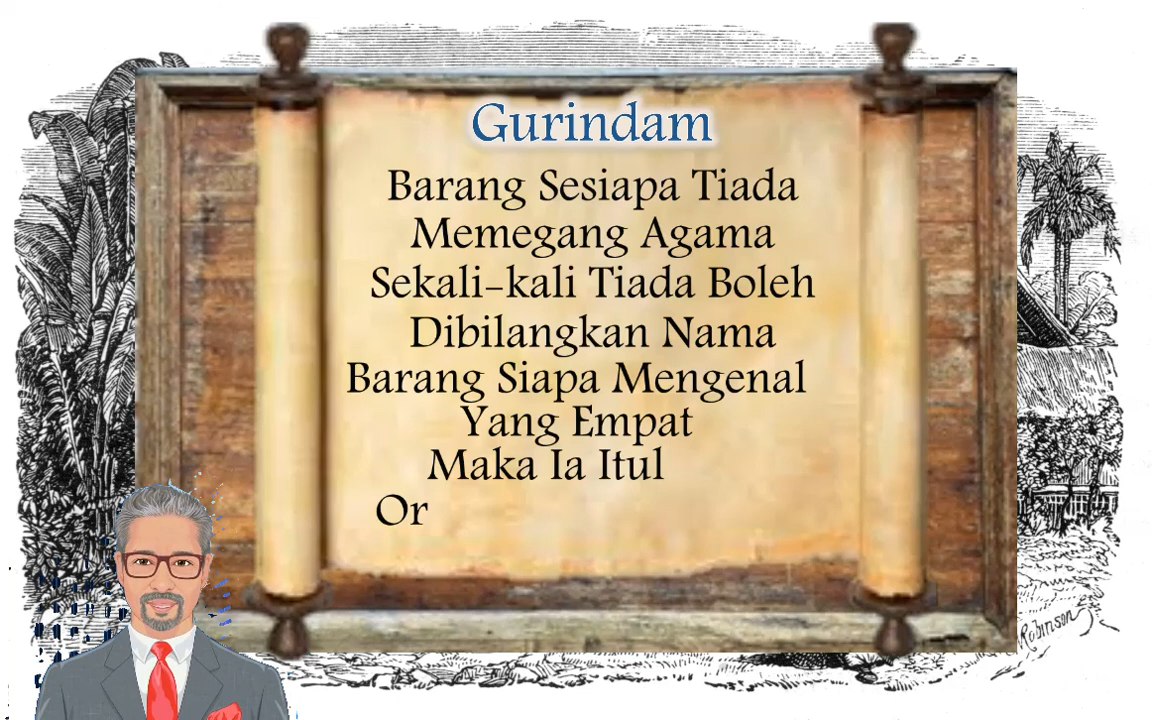 Gurindam
Barang Sesiapa Tiada
Memegang Agama
Sekali-kali Tiada Boleh
Dibilangkan Nama
Barang Siapa Mengenal
Yang Empat
Maka Ia Itul
Or
Robinson